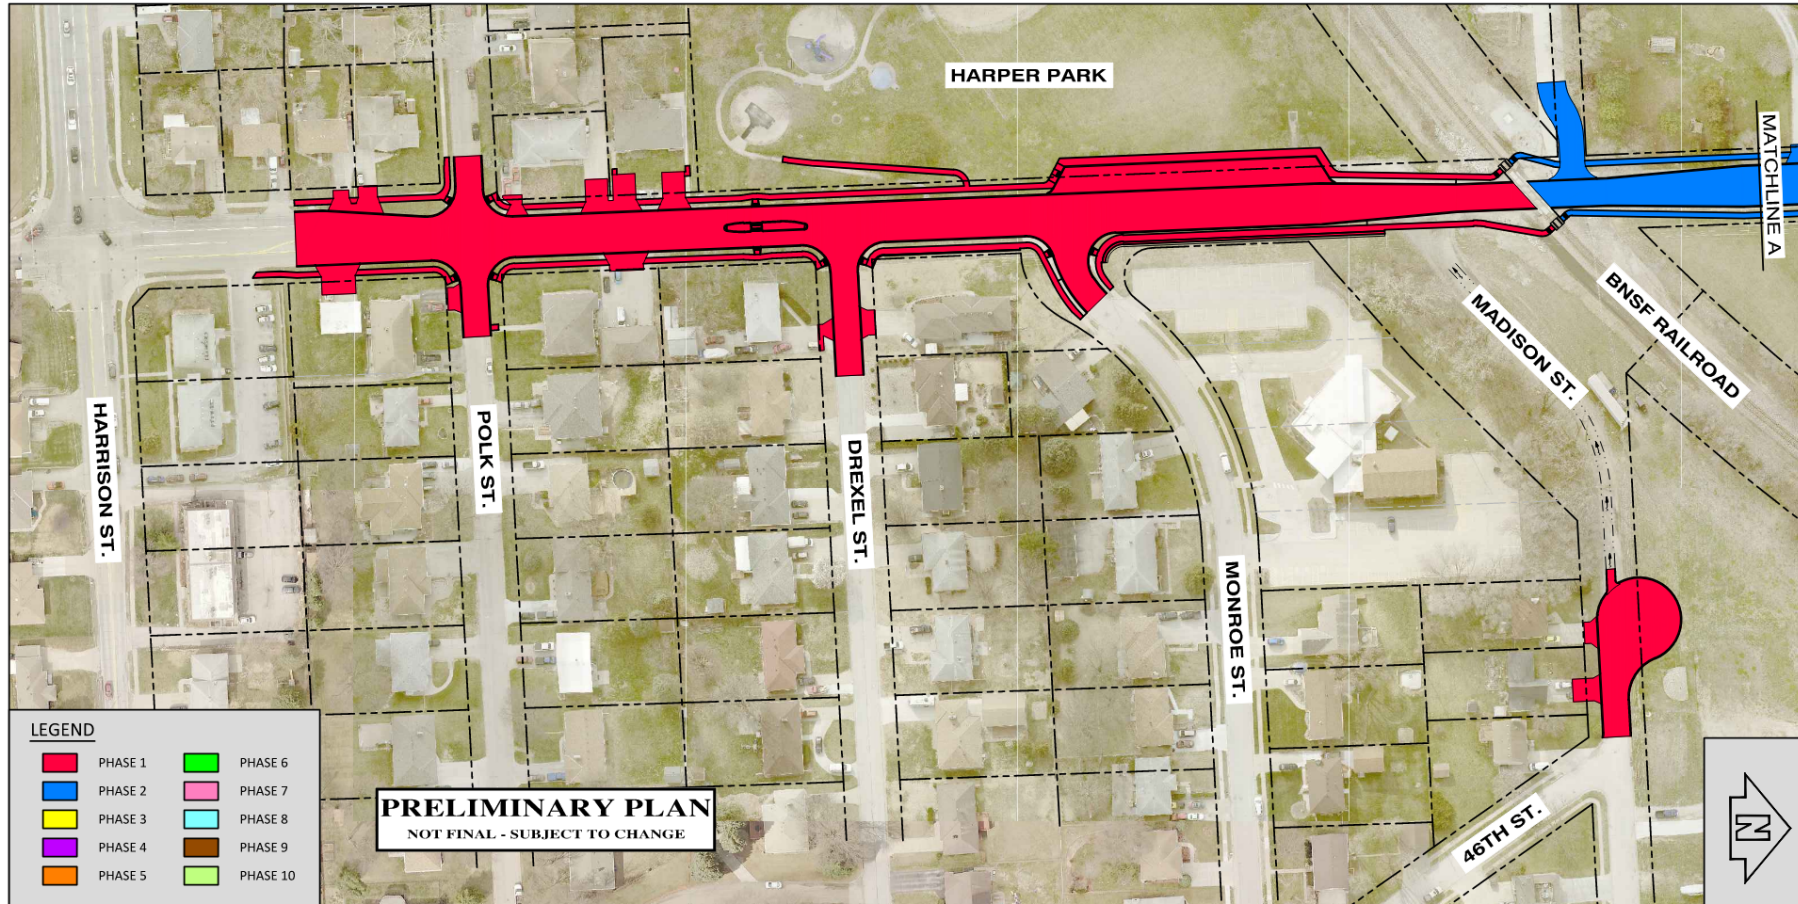 HARPER PARK
MATCHLINE A
BNSF RAILROAD
MADISON ST.
HARRISON ST.
POLK ST.
DREXEL ST.
MONROE ST.
46TH ST.
LEGEND
PHASE 1
PHASE 2
PHASE 3
PHASE 4
PHASE 5
PHASE 6
PHASE 7
PHASE 8
PHASE 9
PHASE 10
PRELIMINARY PLAN
NOT FINAL - SUBJECT TO CHANGE
N